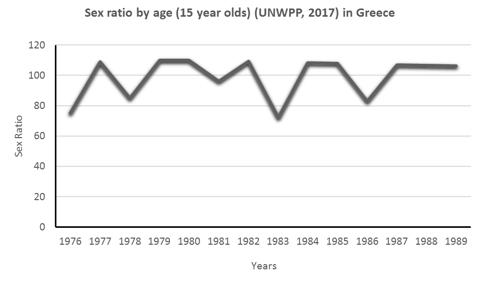 Sex ratio by age (15 year olds) (UNWPP, 2017) in Greece
120
100
80
60
40
20
0
Sex Ratio
1976 1977 1978 1979 1980 1981 1982 1983 1984 1985 1986 1987 1988 1989
Years